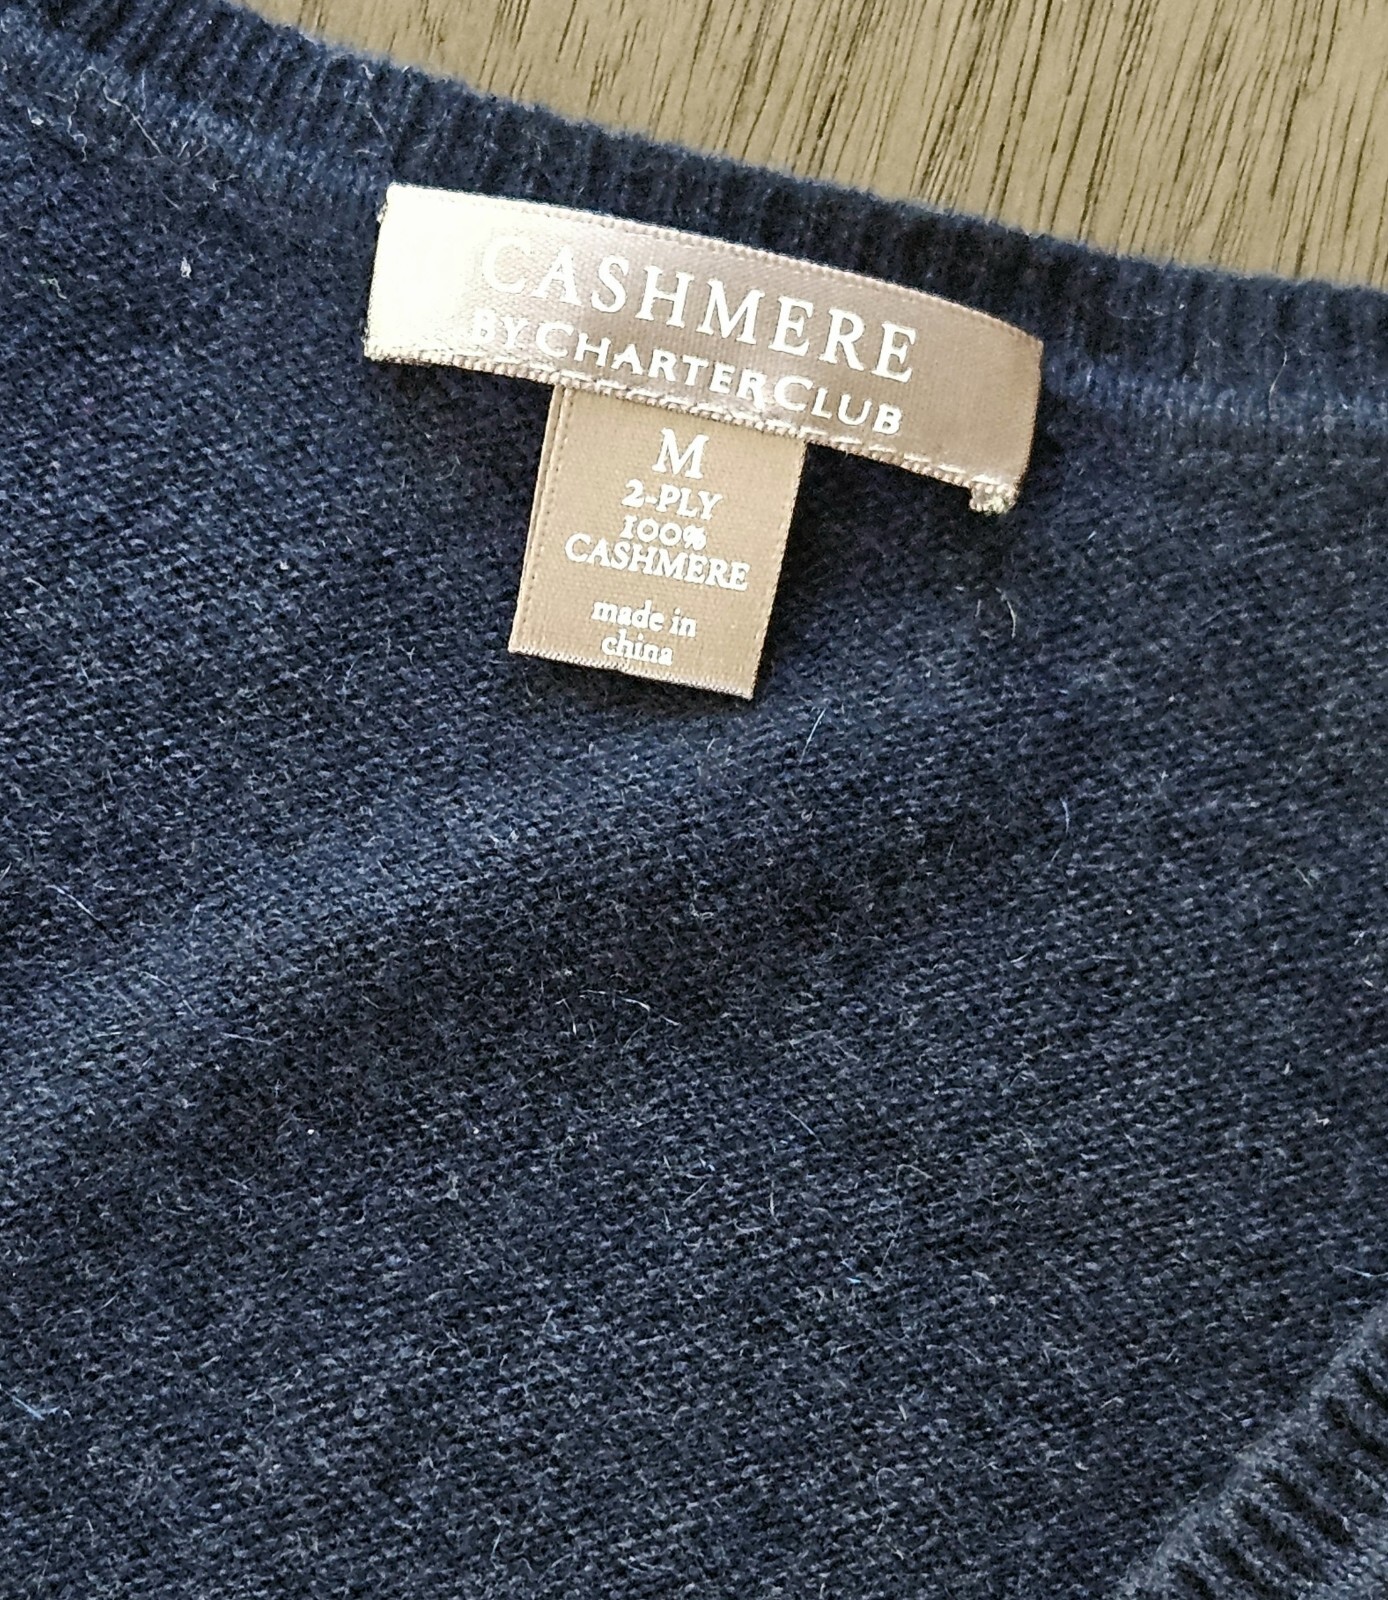 CASHMERE
BY CHARTER CLUB
M
2-PLY
100%
CASHMERE
made in
china